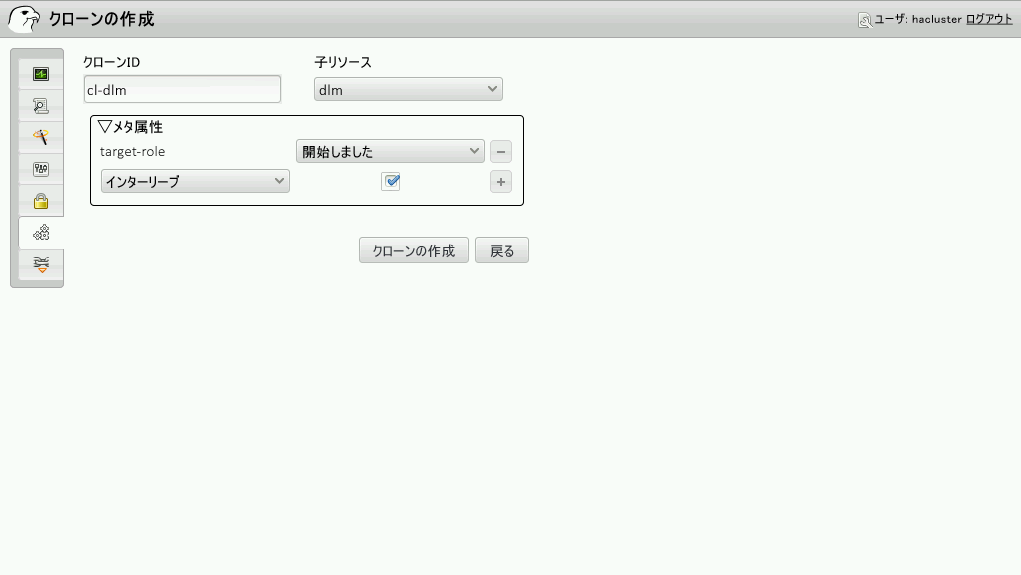 クローンの作成
ユーザ: hacluster ログアウト
クローンID 子リソース
cl-dlm dlm
▽メタ属性
target-role 開始しました −
インターリーブ +
クローンの作成 戻る